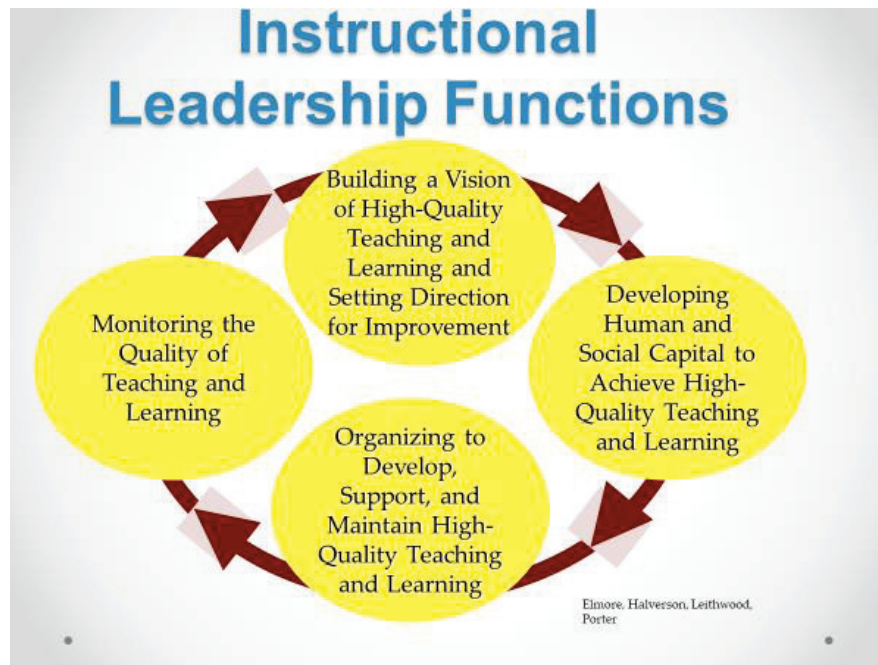 Instructional
Leadership Functions
Building a Vision
of High-Quality
Teaching and
Learning and
Setting Direction
for Improvement
Developing
Human and
Social Capital to
Achieve High-
Quality Teaching
and Learning
Organizing to
Develop,
Support, and
Maintain High-
Quality Teaching
and Learning
Monitoring the
Quality of
Teaching and
Learning
Elmore, Halverson, Leithwood,
Porter